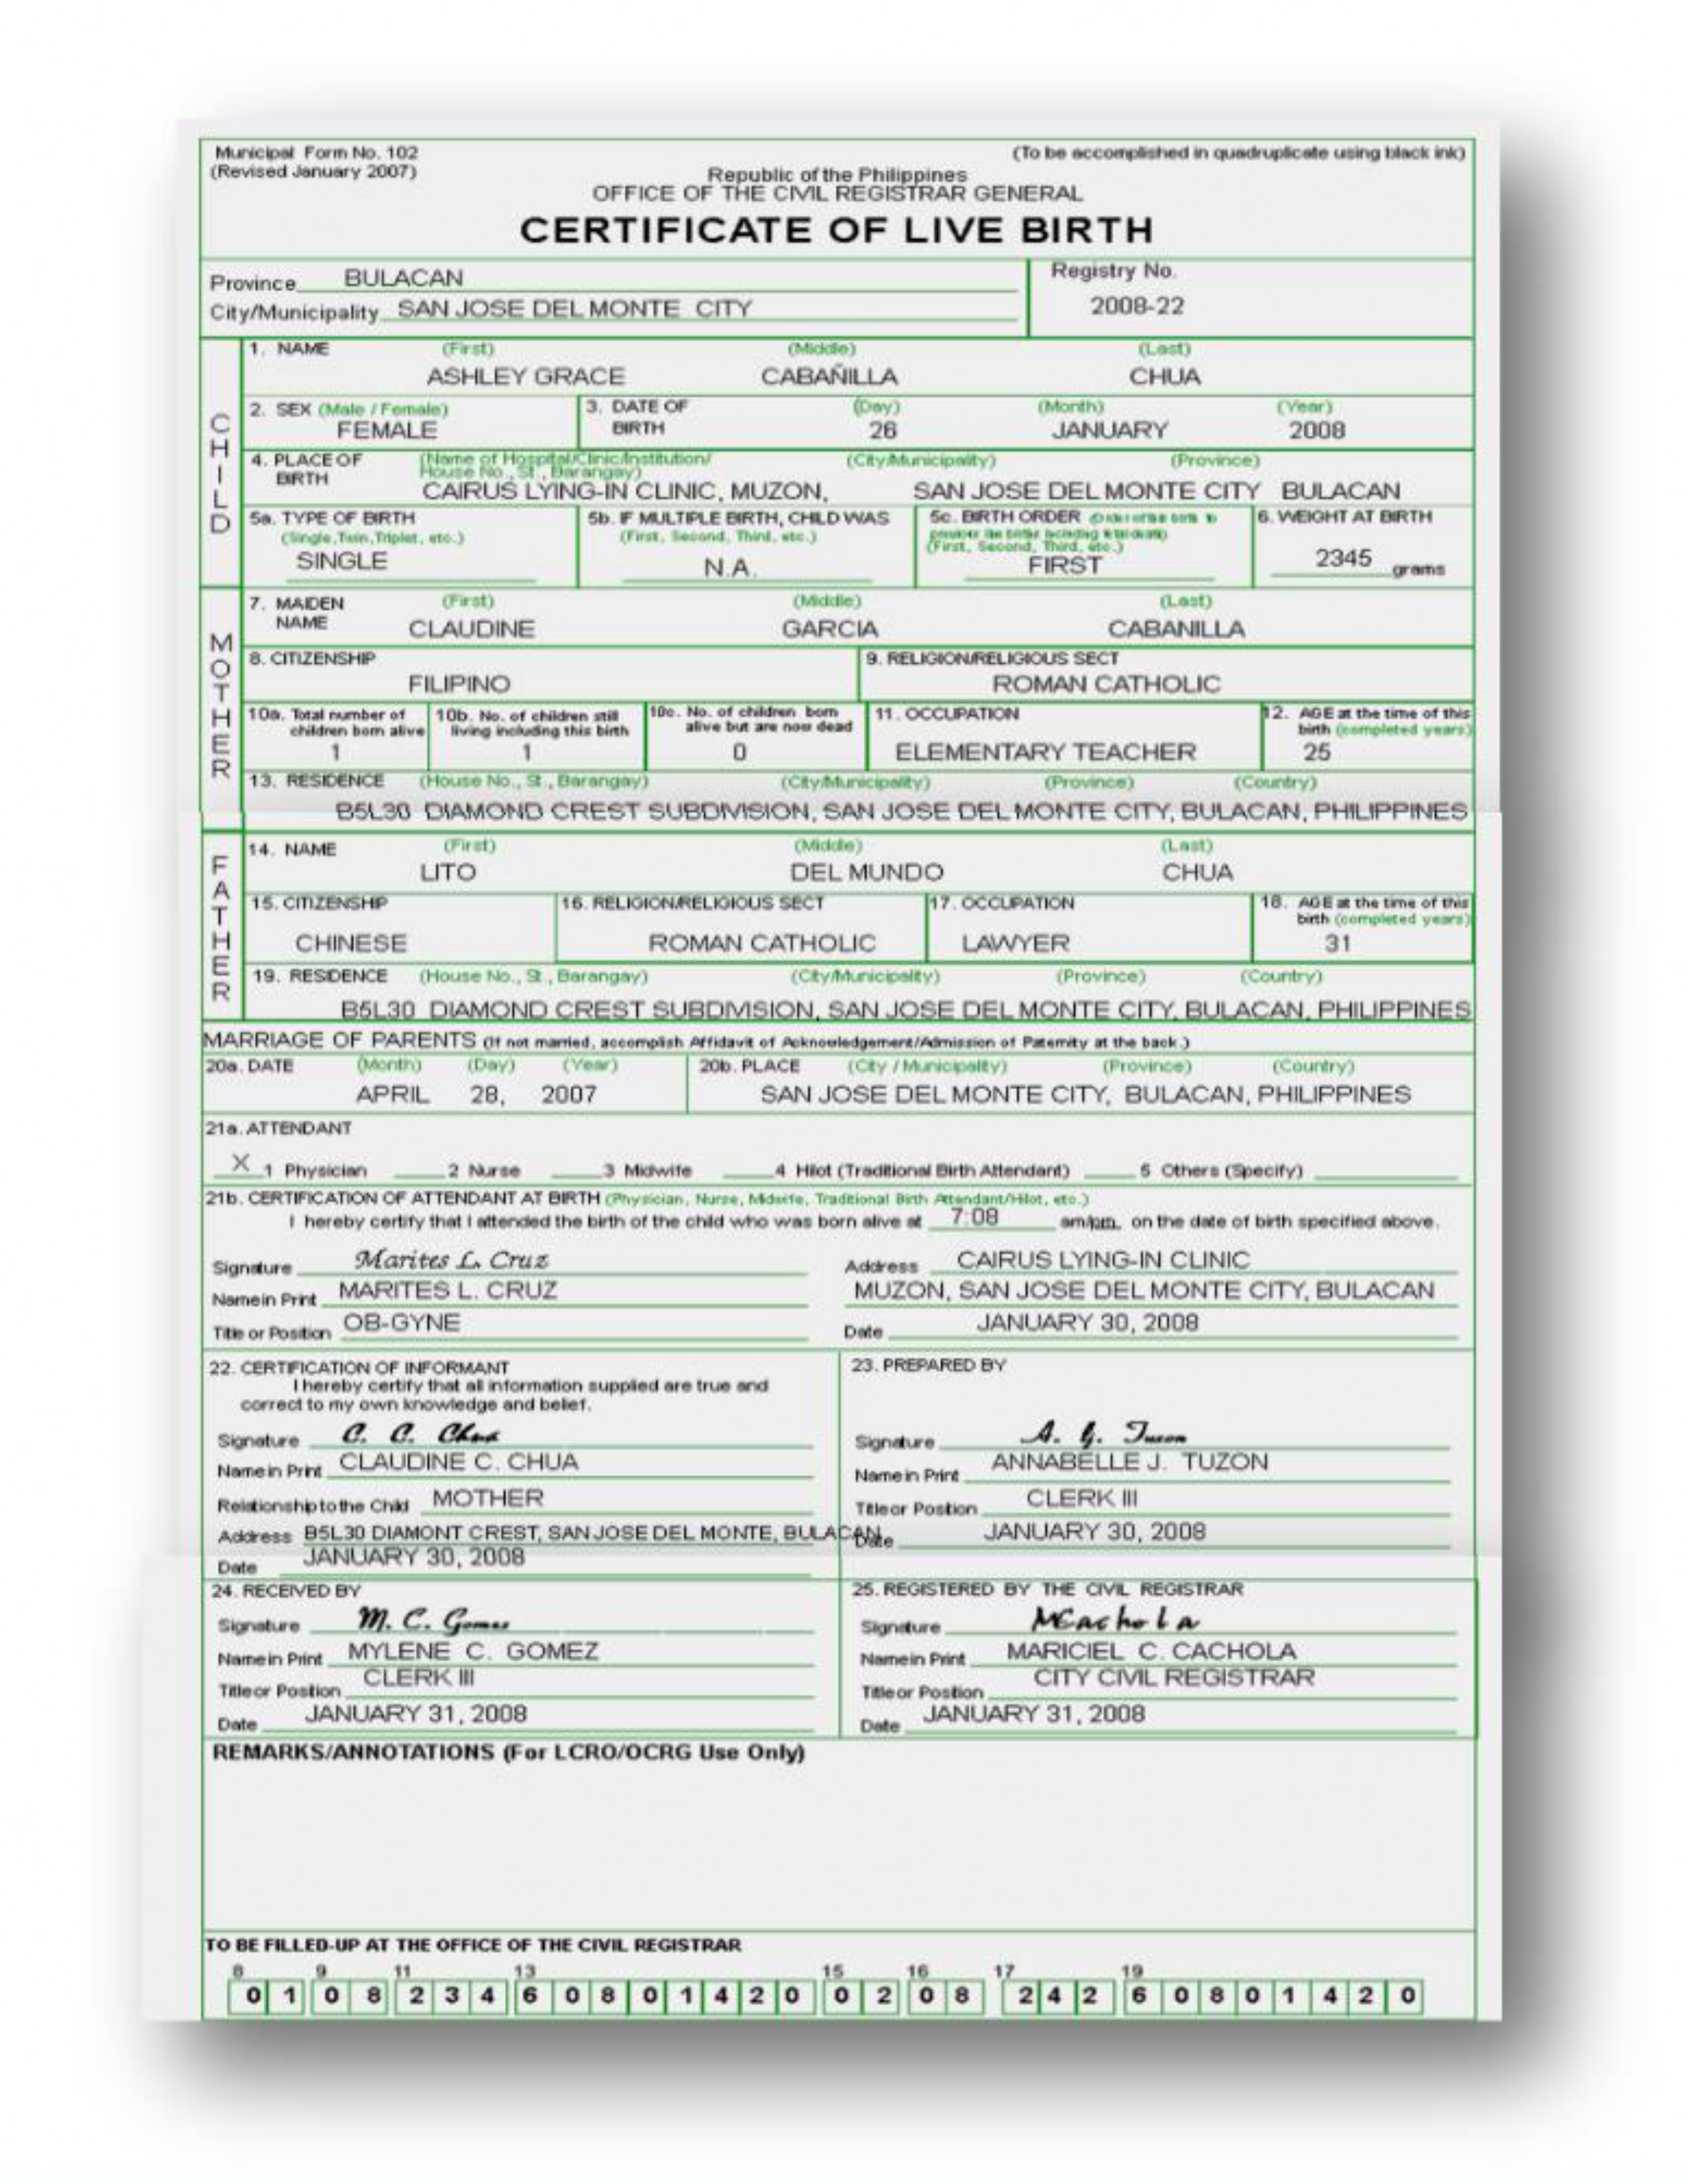 Municipal Form No. 102
(To be accomplished in quadruplicate using black ink)
(Revised January 2007)
Republic of the Philippines
OFFICE OF THE CIVIL REGISTRAR GENERAL
CERTIFICATE OF LIVE BIRTH
Province BULACAN
Registry No.
City/Municipality SAN JOSE DEL MONTE CITY
2008-22
CHILD
1. NAME (First) (Middle) (Last)
ASHLEY GRACE CABAÑILLA CHUA
2. SEX (Male / Female) 3. DATE OF BIRTH (Day) (Month) (Year)
FEMALE 26 JANUARY 2008
4. PLACE OF BIRTH (Name of Hospital/Clinic/Institution/ House No., St., Barangay) (City/Municipality) (Province)
CAIRUS LYING-IN CLINIC, MUZON, SAN JOSE DEL MONTE CITY BULACAN
5a. TYPE OF BIRTH 5b. IF MULTIPLE BIRTH, CHILD WAS 5c. BIRTH ORDER 6. WEIGHT AT BIRTH
(Single, Twin, Triplet, etc.) (First, Second, Third, etc.) (First, Second, Third, etc.)
SINGLE N.A. FIRST 2345 grams
MOTHER
7. MAIDEN NAME (First) (Middle) (Last)
CLAUDINE GARCIA CABANILLA
8. CITIZENSHIP 9. RELIGION/RELIGIOUS SECT
FILIPINO ROMAN CATHOLIC
10a. Total number of children born alive 10b. No. of children still living including this birth 10c. No. of children born alive but are now dead 11. OCCUPATION 12. AGE at the time of this birth (completed years)
1 1 0 ELEMENTARY TEACHER 25
13. RESIDENCE (House No., St., Barangay) (City/Municipality) (Province) (Country)
B5L30 DIAMOND CREST SUBDIVISION, SAN JOSE DEL MONTE CITY, BULACAN, PHILIPPINES
FATHER
14. NAME (First) (Middle) (Last)
LITO DEL MUNDO CHUA
15. CITIZENSHIP 16. RELIGION/RELIGIOUS SECT 17. OCCUPATION 18. AGE at the time of this birth (completed years)
CHINESE ROMAN CATHOLIC LAWYER 31
19. RESIDENCE (House No., St., Barangay) (City/Municipality) (Province) (Country)
B5L30 DIAMOND CREST SUBDIVISION, SAN JOSE DEL MONTE CITY, BULACAN, PHILIPPINES
MARRIAGE OF PARENTS (If not married, accomplish Affidavit of Acknowledgement/Admission of Paternity at the back.)
20a. DATE (Month) (Day) (Year) 20b. PLACE (City / Municipality) (Province) (Country)
APRIL 28, 2007 SAN JOSE DEL MONTE CITY, BULACAN, PHILIPPINES
21a. ATTENDANT
X 1 Physician 2 Nurse 3 Midwife 4 Hilot (Traditional Birth Attendant) 5 Others (Specify)
21b. CERTIFICATION OF ATTENDANT AT BIRTH (Physician, Nurse, Midwife, Traditional Birth Attendant/Hilot, etc.)
I hereby certify that I attended the birth of the child who was born alive at 7:08 am/pm, on the date of birth specified above.
Signature Marites L. Cruz Address CAIRUS LYING-IN CLINIC
Name in Print MARITES L. CRUZ MUZON, SAN JOSE DEL MONTE CITY, BULACAN
Title or Position OB-GYNE Date JANUARY 30, 2008
22. CERTIFICATION OF INFORMANT
I hereby certify that all information supplied are true and
correct to my own knowledge and belief.
Signature C. C. Chua
Name in Print CLAUDINE C. CHUA
Relationship to the Child MOTHER
Address B5L30 DIAMONT CREST, SAN JOSE DEL MONTE, BULACAN
Date JANUARY 30, 2008
23. PREPARED BY
Signature A. J. Tuzon
Name in Print ANNABELLE J. TUZON
Title or Postion CLERK III
Date JANUARY 30, 2008
24. RECEIVED BY
Signature M. C. Gomez
Name in Print MYLENE C. GOMEZ
Title or Postion CLERK III
Date JANUARY 31, 2008
25. REGISTERED BY THE CIVIL REGISTRAR
Signature MCachola
Name in Print MARICIEL C. CACHOLA
Title or Postion CITY CIVIL REGISTRAR
Date JANUARY 31, 2008
REMARKS/ANNOTATIONS (For LCRO/OCRG Use Only)
TO BE FILLED-UP AT THE OFFICE OF THE CIVIL REGISTRAR
8 9 11 13 15 16 17 19
0 1 0 8 2 3 4 6 0 8 0 1 4 2 0 0 2 0 8 2 4 2 6 0 8 0 1 4 2 0